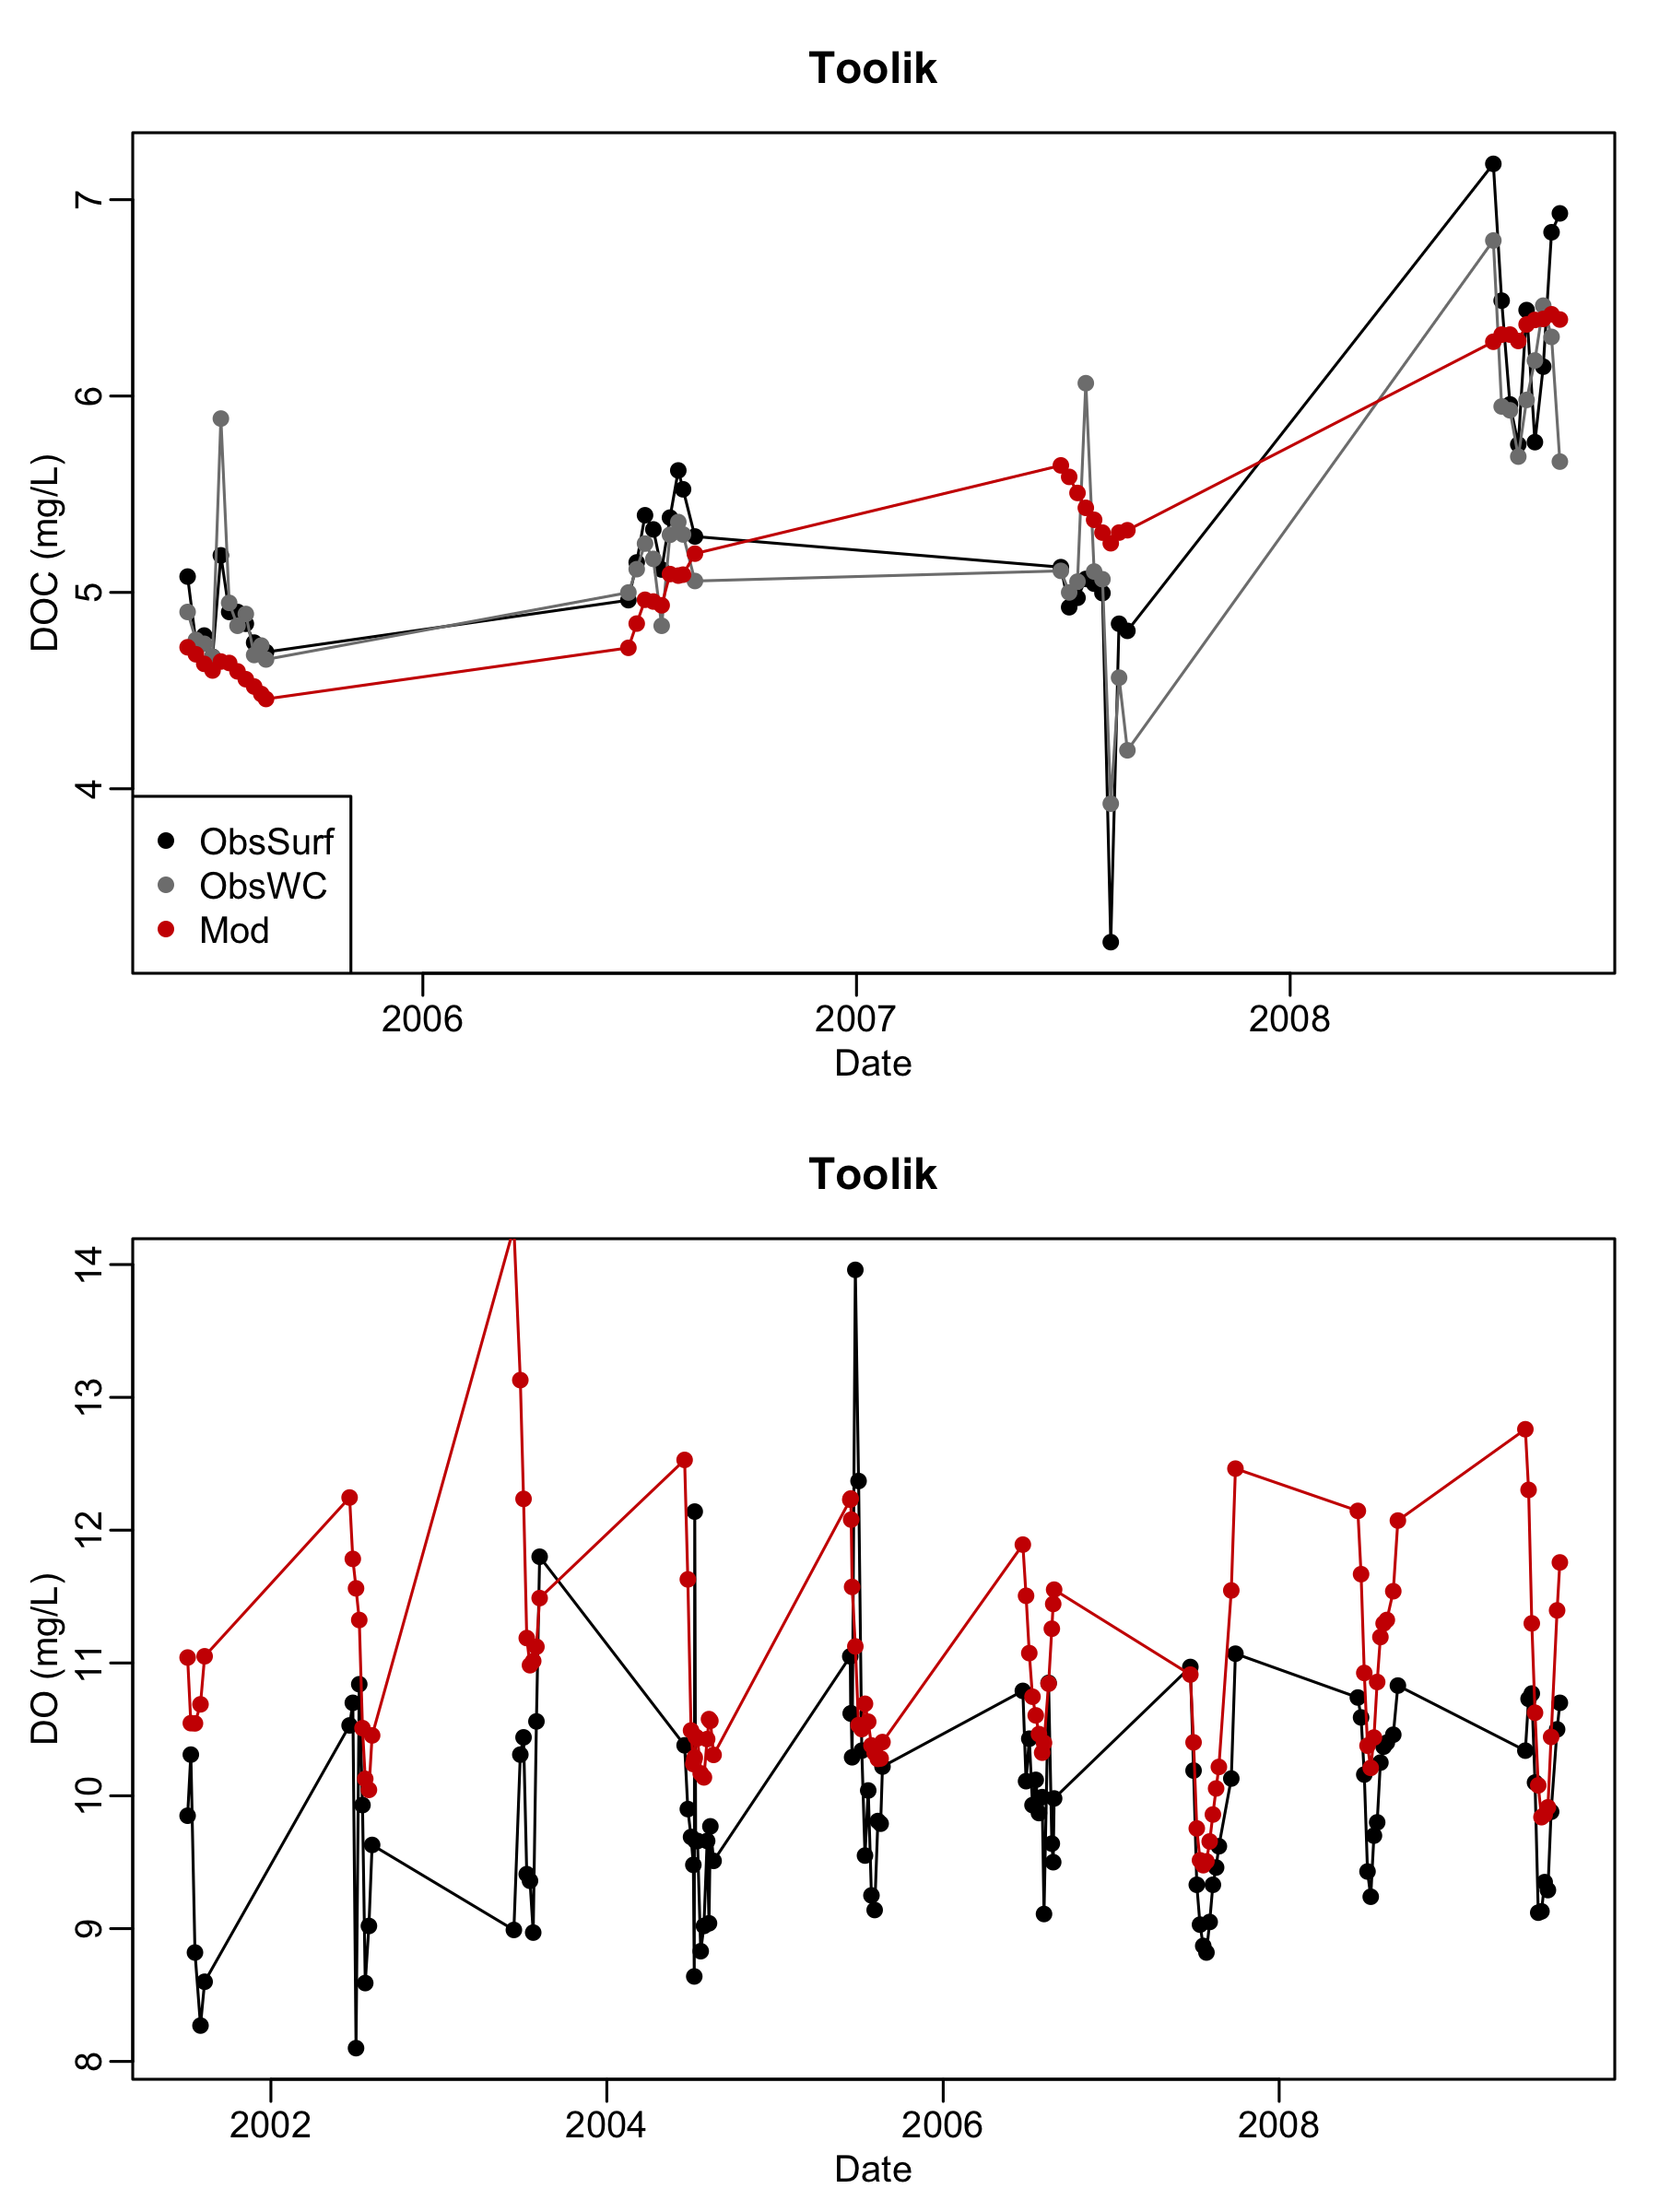 Toolik
DOC (mg/L)
7
6
5
4
ObsSurf
ObsWC
Mod
2006 2007 2008
Date
Toolik
DO (mg/L)
14
13
12
11
10
9
8
2002 2004 2006 2008
Date